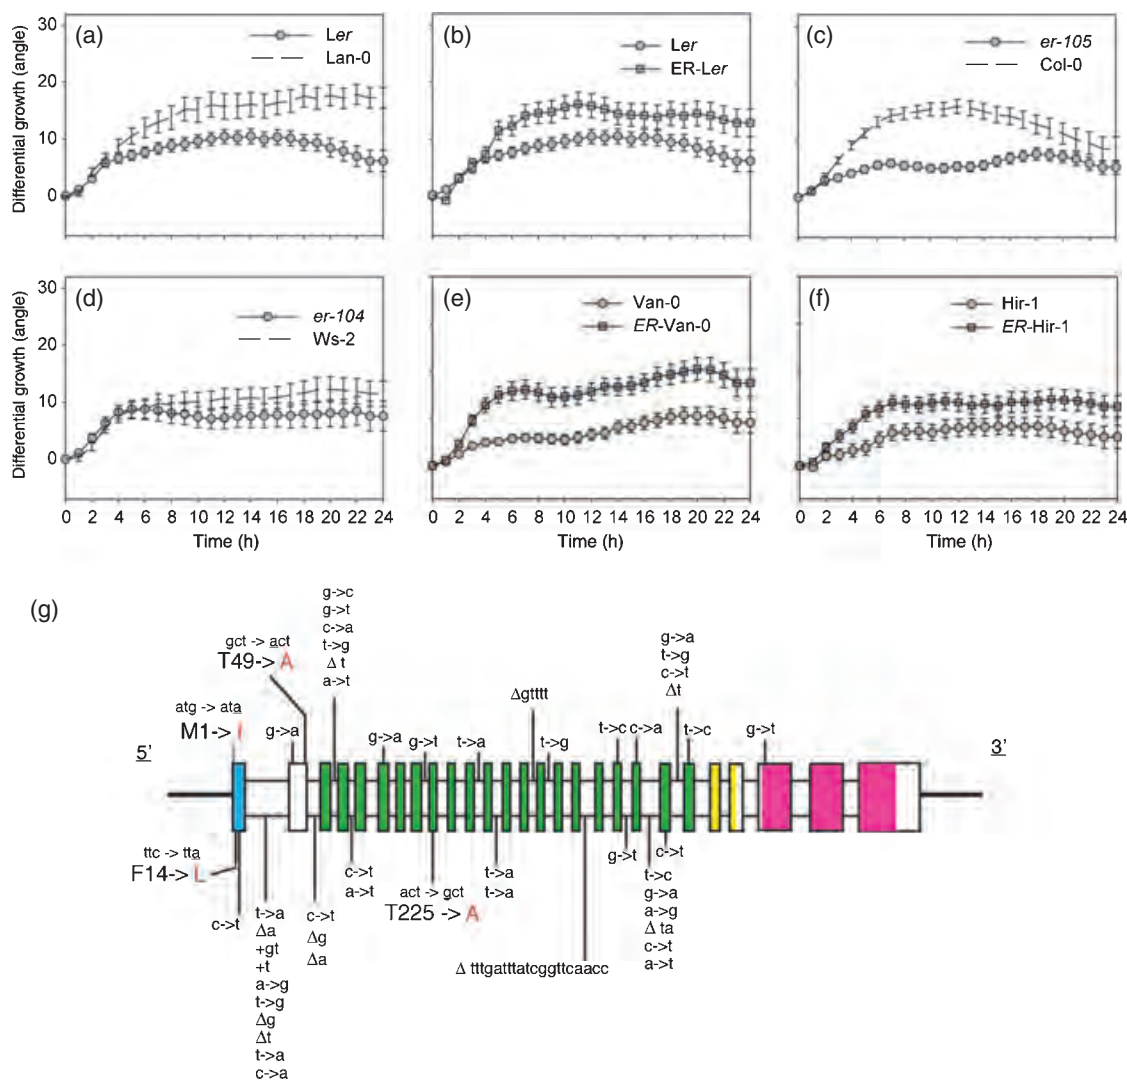 (a)
Ler
Lan-0
(b)
Ler
ER-Ler
(c)
er-105
Col-0
Differential growth (angle)
30
20
10
0
(d)
er-104
Ws-2
(e)
Van-0
ER-Van-0
(f)
Hir-1
ER-Hir-1
Differential growth (angle)
30
20
10
0
0 2 4 6 8 10 12 14 16 18 20 22 24
0 2 4 6 8 10 12 14 16 18 20 22 24
0 2 4 6 8 10 12 14 16 18 20 22 24
Time (h)
Time (h)
Time (h)
(g)
g->c
g->t
c->a
t->g
Δ t
a->t
gct -> act
T49-> A
atg -> ata
M1-> I
g->a
5'
g->a
g->t
t->a
Δgtttt
t->g
t->c
c->a
g->a
t->g
c->t
Δt
t->c
g->t
3'
ttc -> tta
F14-> L
c->t
t->a
Δa
+gt
+t
a->g
t->g
Δg
Δt
t->a
c->a
c->t
Δg
Δa
c->t
a->t
act -> gct
T225 -> A
t->a
t->a
Δ tttgatttatcggttcaacc
g->t
t->c
g->a
a->g
Δ ta
c->t
a->t
c->t